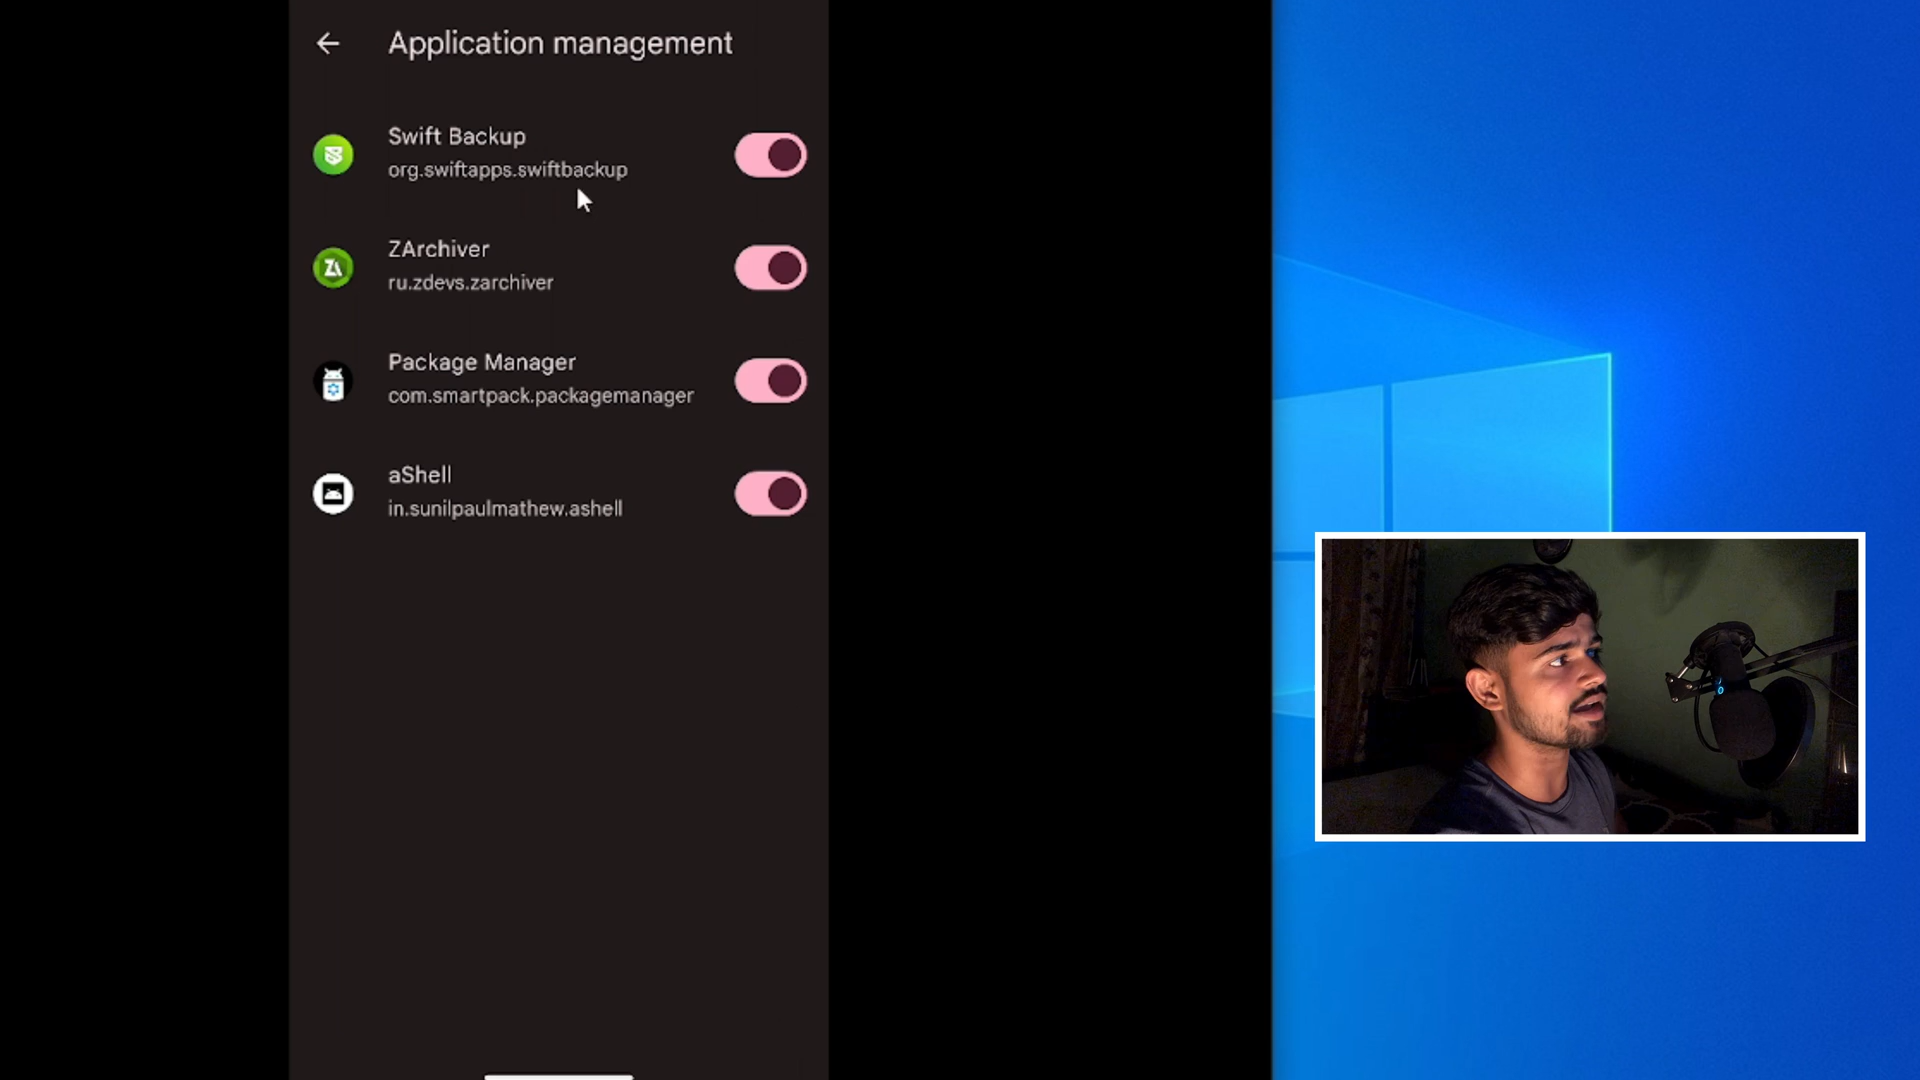 Application management
Swift Backup
org.swiftapps.swiftbackup
ZArchiver
ru.zdevs.zarchiver
Package Manager
com.smartpack.packagemanager
aShell
in.sunilpaulmathew.ashell